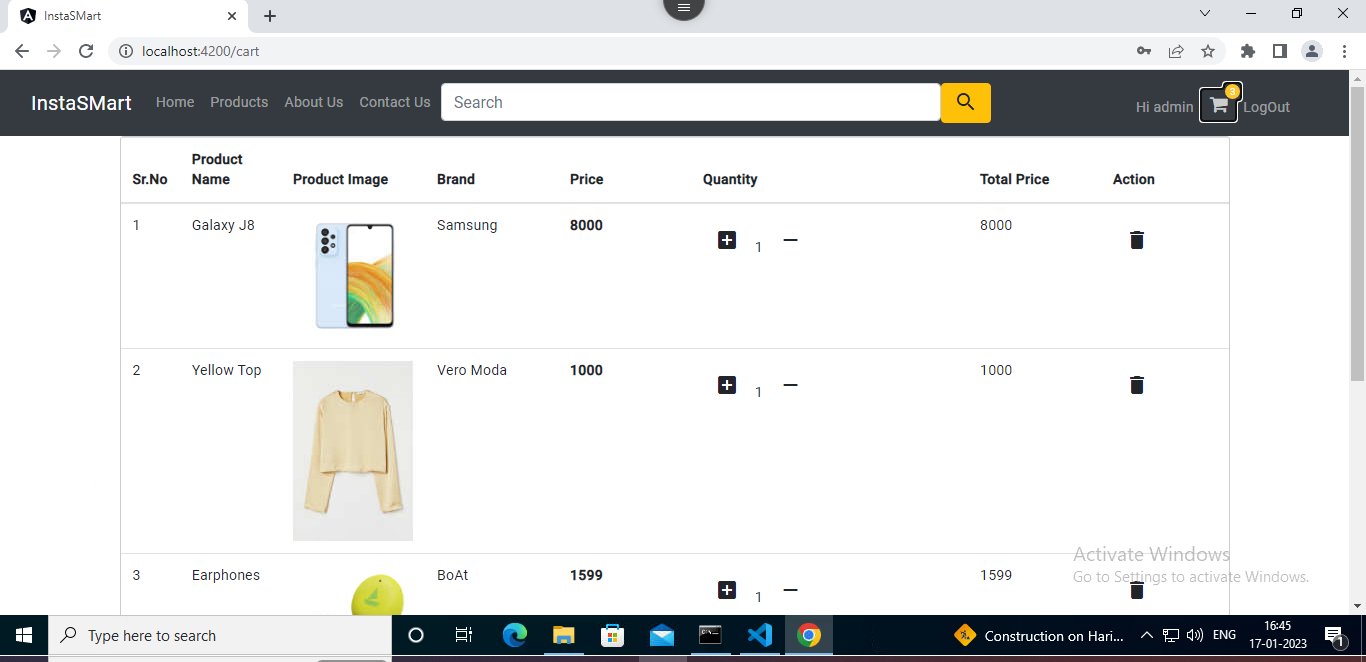 InstaSMart
localhost:4200/cart
InstaSMart Home Products About Us Contact Us Search Hi admin 3 LogOut
Sr.No Product Name Product Image Brand Price Quantity Total Price Action
1 Galaxy J8 Samsung 8000 1 8000
2 Yellow Top Vero Moda 1000 1 1000
3 Earphones BoAt 1599 1 1599
Activate Windows
Go to Settings to activate Windows.
Type here to search Construction on Hari... ENG 16:45
17-01-2023 1